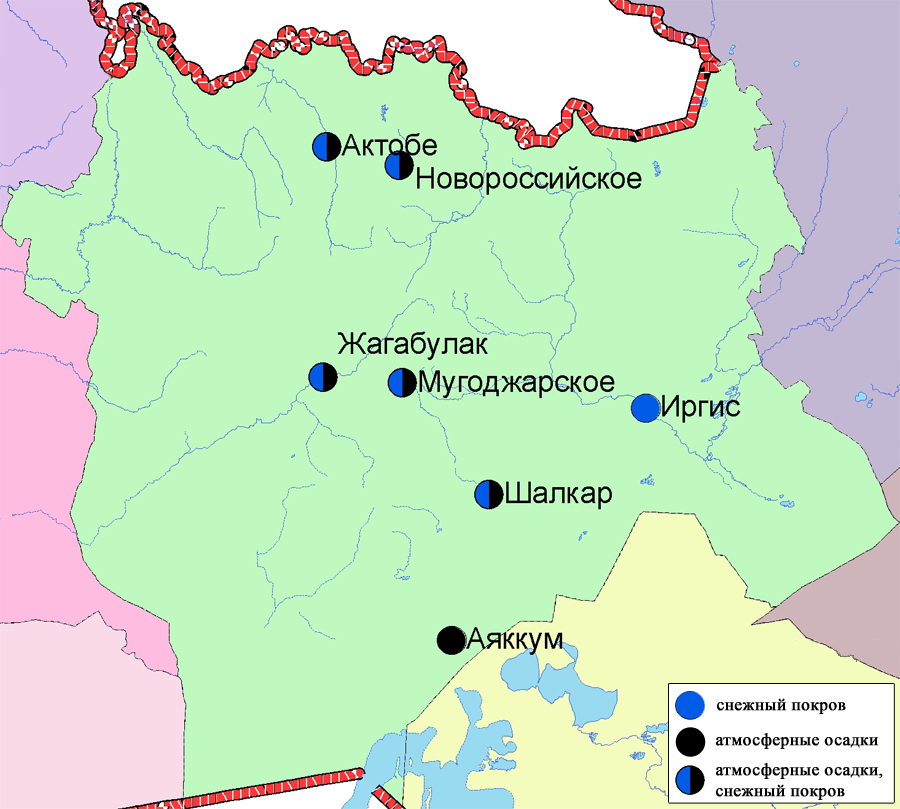 Актобе
Новороссийское
Жагабулак
Мугоджарское
Иргис
Шалкар
Аяккум
снежный покров
атмосферные осадки
атмосферные осадки,
снежный покров